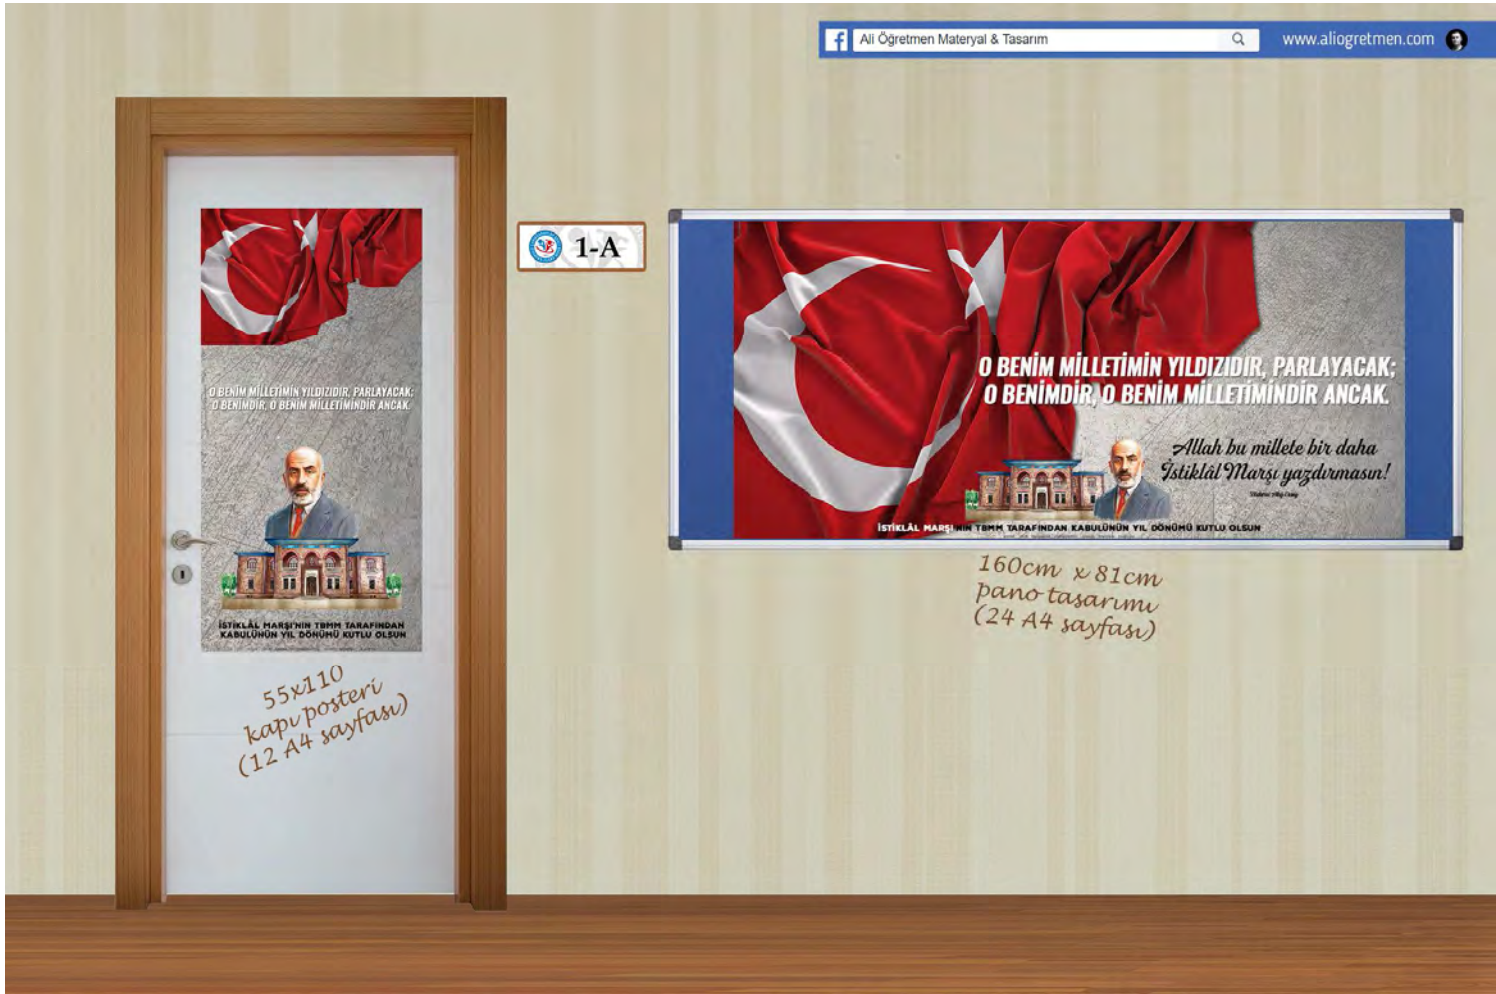 Ali Öğretmen Materyal & Tasarım
www.aliogretmen.com
1-A
O BENİM MİLLETİMİN YILDIZIDIR, PARLAYACAK;
O BENİMDİR, O BENİM MİLLETİMİNDİR ANCAK.
İSTİKLÂL MARŞI'NIN TBMM TARAFINDAN
KABULÜNÜN YIL DÖNÜMÜ KUTLU OLSUN
55x110
kapı posteri
(12 A4 sayfası)
O BENİM MİLLETİMİN YILDIZIDIR, PARLAYACAK;
O BENİMDİR, O BENİM MİLLETİMİNDİR ANCAK.
Allah bu millete bir daha
İstiklâl Marşı yazdırmasın!
İSTİKLÂL MARŞI'NIN TBMM TARAFINDAN KABULÜNÜN YIL DÖNÜMÜ KUTLU OLSUN
160cm x 81cm
pano tasarımı
(24 A4 sayfası)